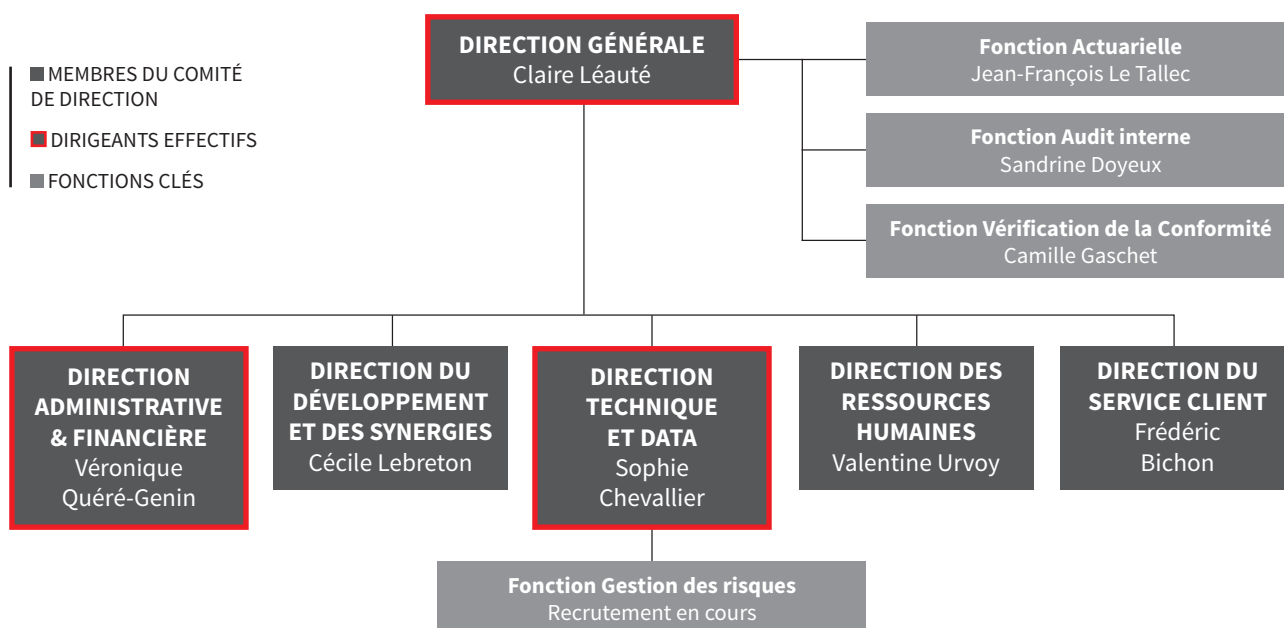 MEMBRES DU COMITÉ
DE DIRECTION
DIRIGEANTS EFFECTIFS
FONCTIONS CLÉS
DIRECTION GÉNÉRALE
Claire Léauté
Fonction Actuarielle
Jean-François Le Tallec
Fonction Audit interne
Sandrine Doyeux
Fonction Vérification de la Conformité
Camille Gaschet
DIRECTION
ADMINISTRATIVE
& FINANCIÈRE
Véronique
Quéré-Genin
DIRECTION DU
DÉVELOPPEMENT
ET DES SYNERGIES
Cécile Lebreton
DIRECTION
TECHNIQUE
ET DATA
Sophie
Chevallier
DIRECTION DES
RESSOURCES
HUMAINES
Valentine Urvoy
DIRECTION DU
SERVICE CLIENT
Frédéric
Bichon
Fonction Gestion des risques
Recrutement en cours